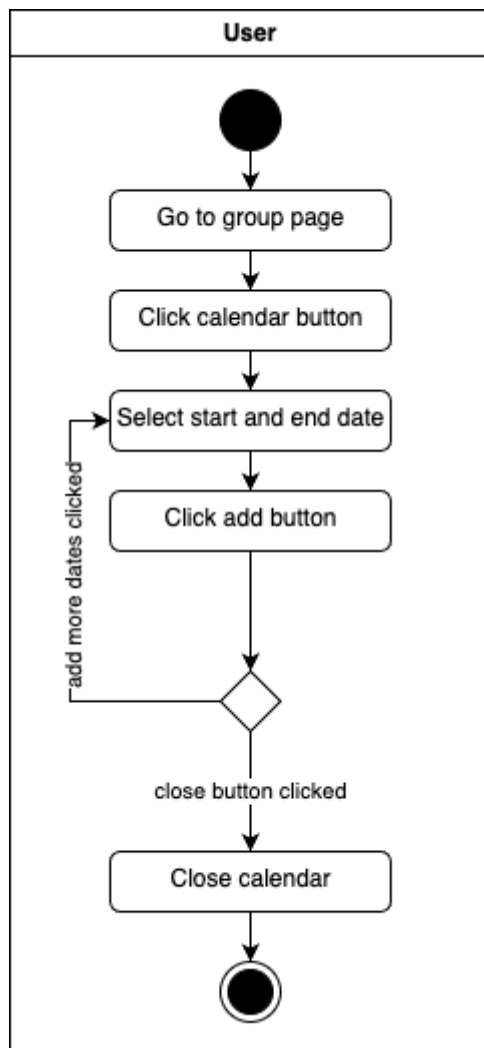 User
Go to group page
Click calendar button
Select start and end date
Click add button
add more dates clicked
close button clicked
Close calendar